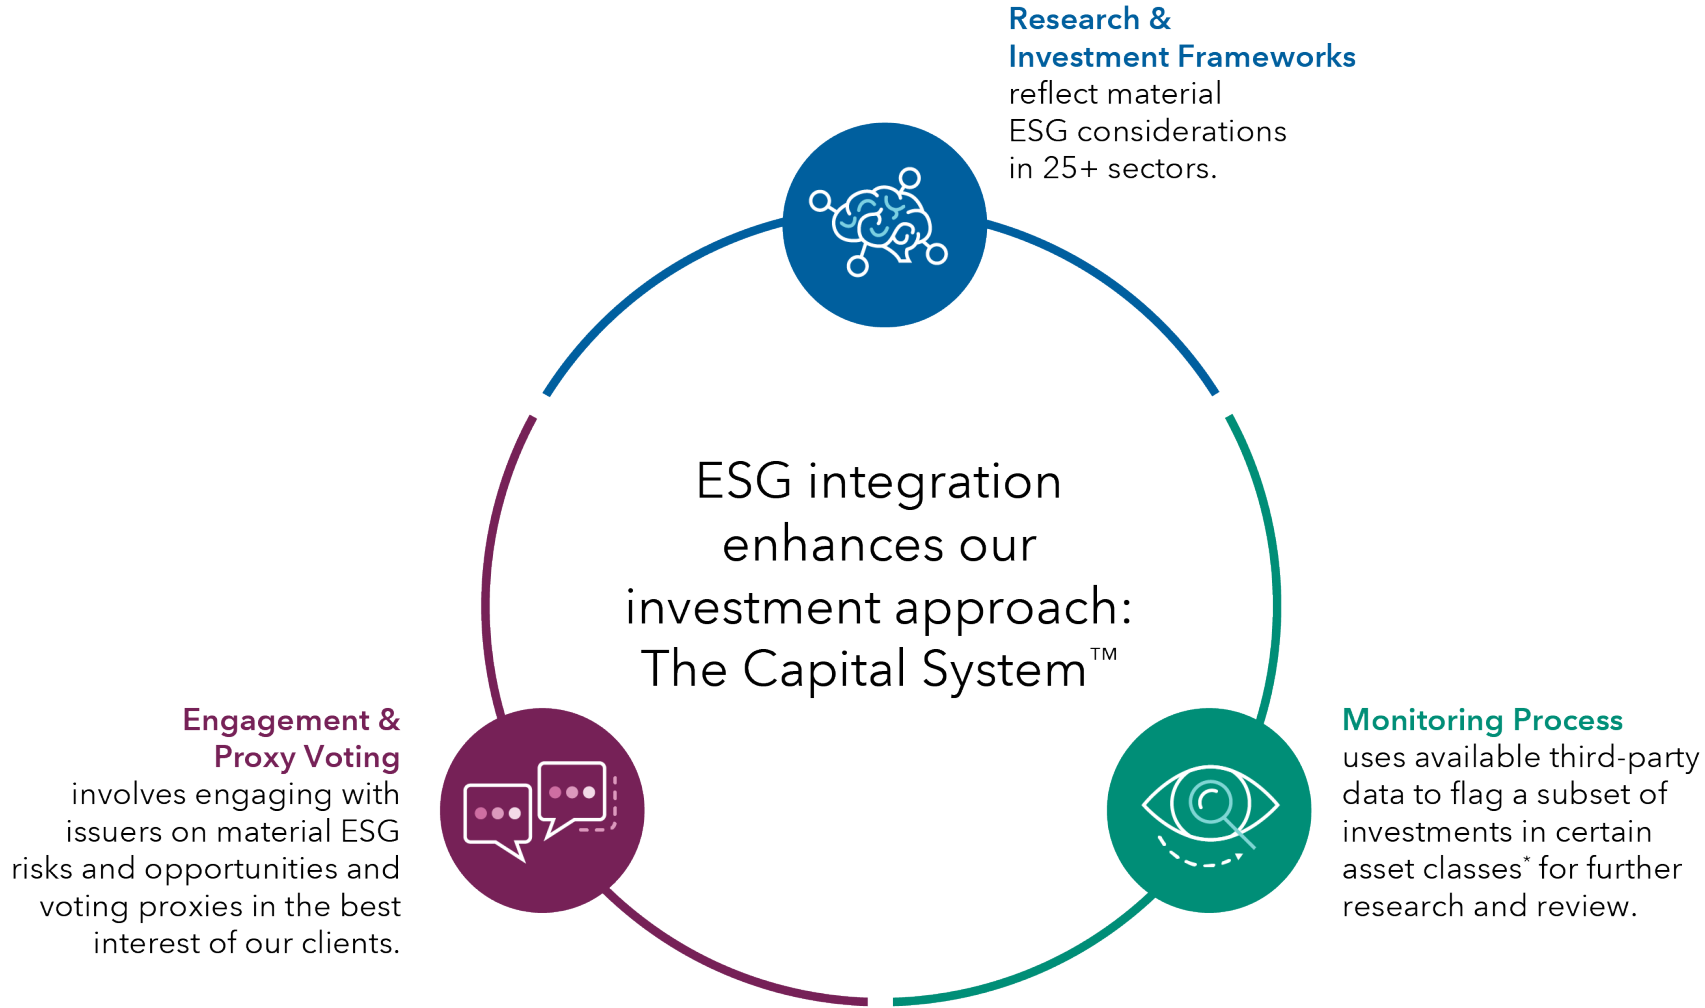 Research &
Investment Frameworks
reflect material
ESG considerations
in 25+ sectors.
ESG integration
enhances our
investment approach:
The Capital System™
Engagement &
Proxy Voting
involves engaging with
issuers on material ESG
risks and opportunities and
voting proxies in the best
interest of our clients.
Monitoring Process
uses available third-party
data to flag a subset of
investments in certain
asset classes* for further
research and review.